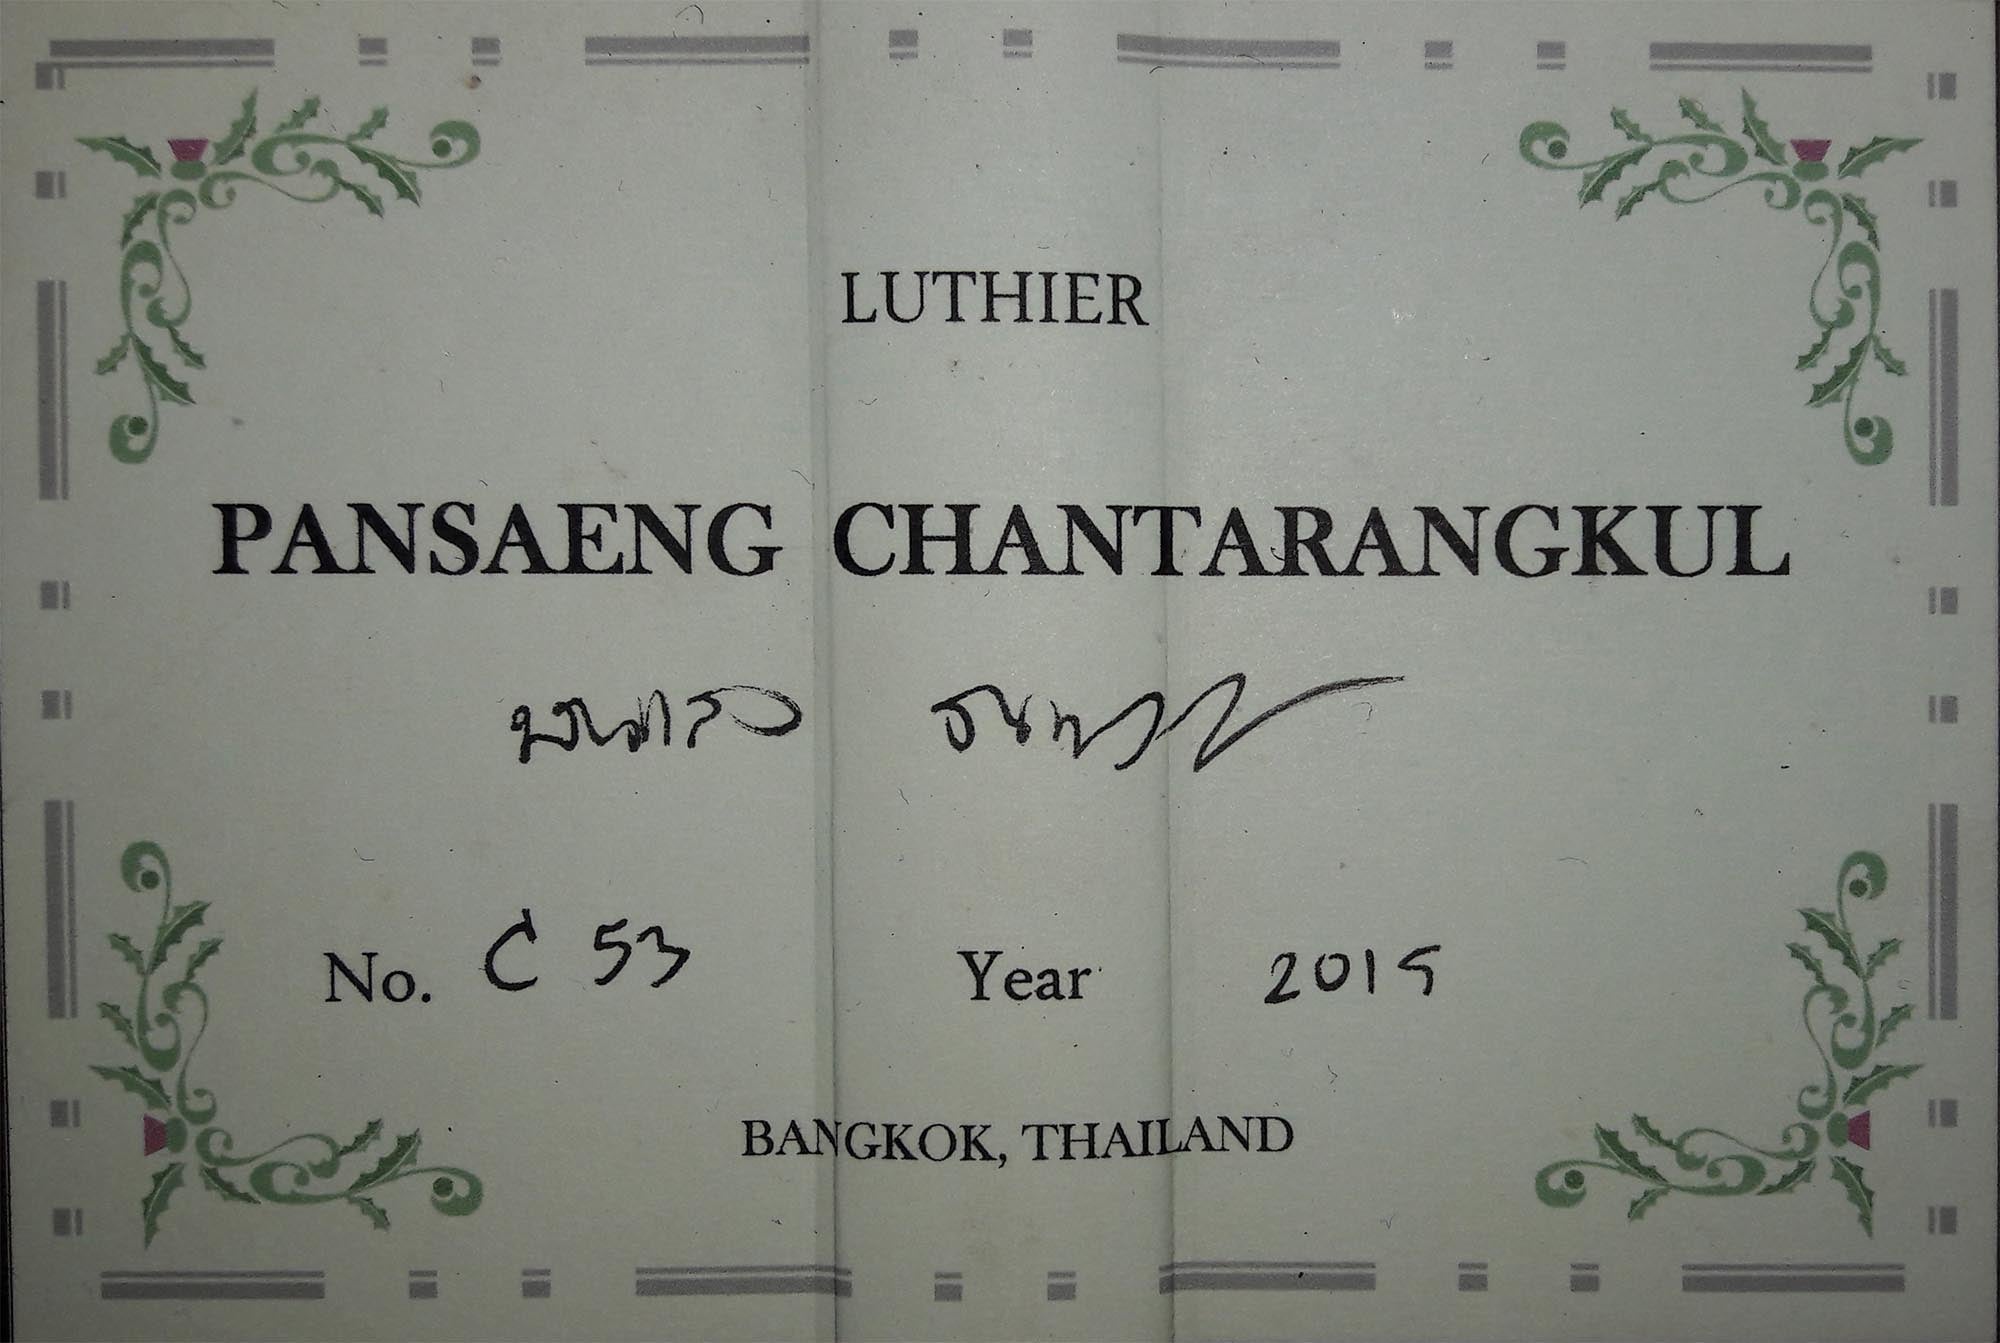 LUTHIER
PANSAENG CHANTARANGKUL
No. C 53 Year 2015
BANGKOK, THAILAND